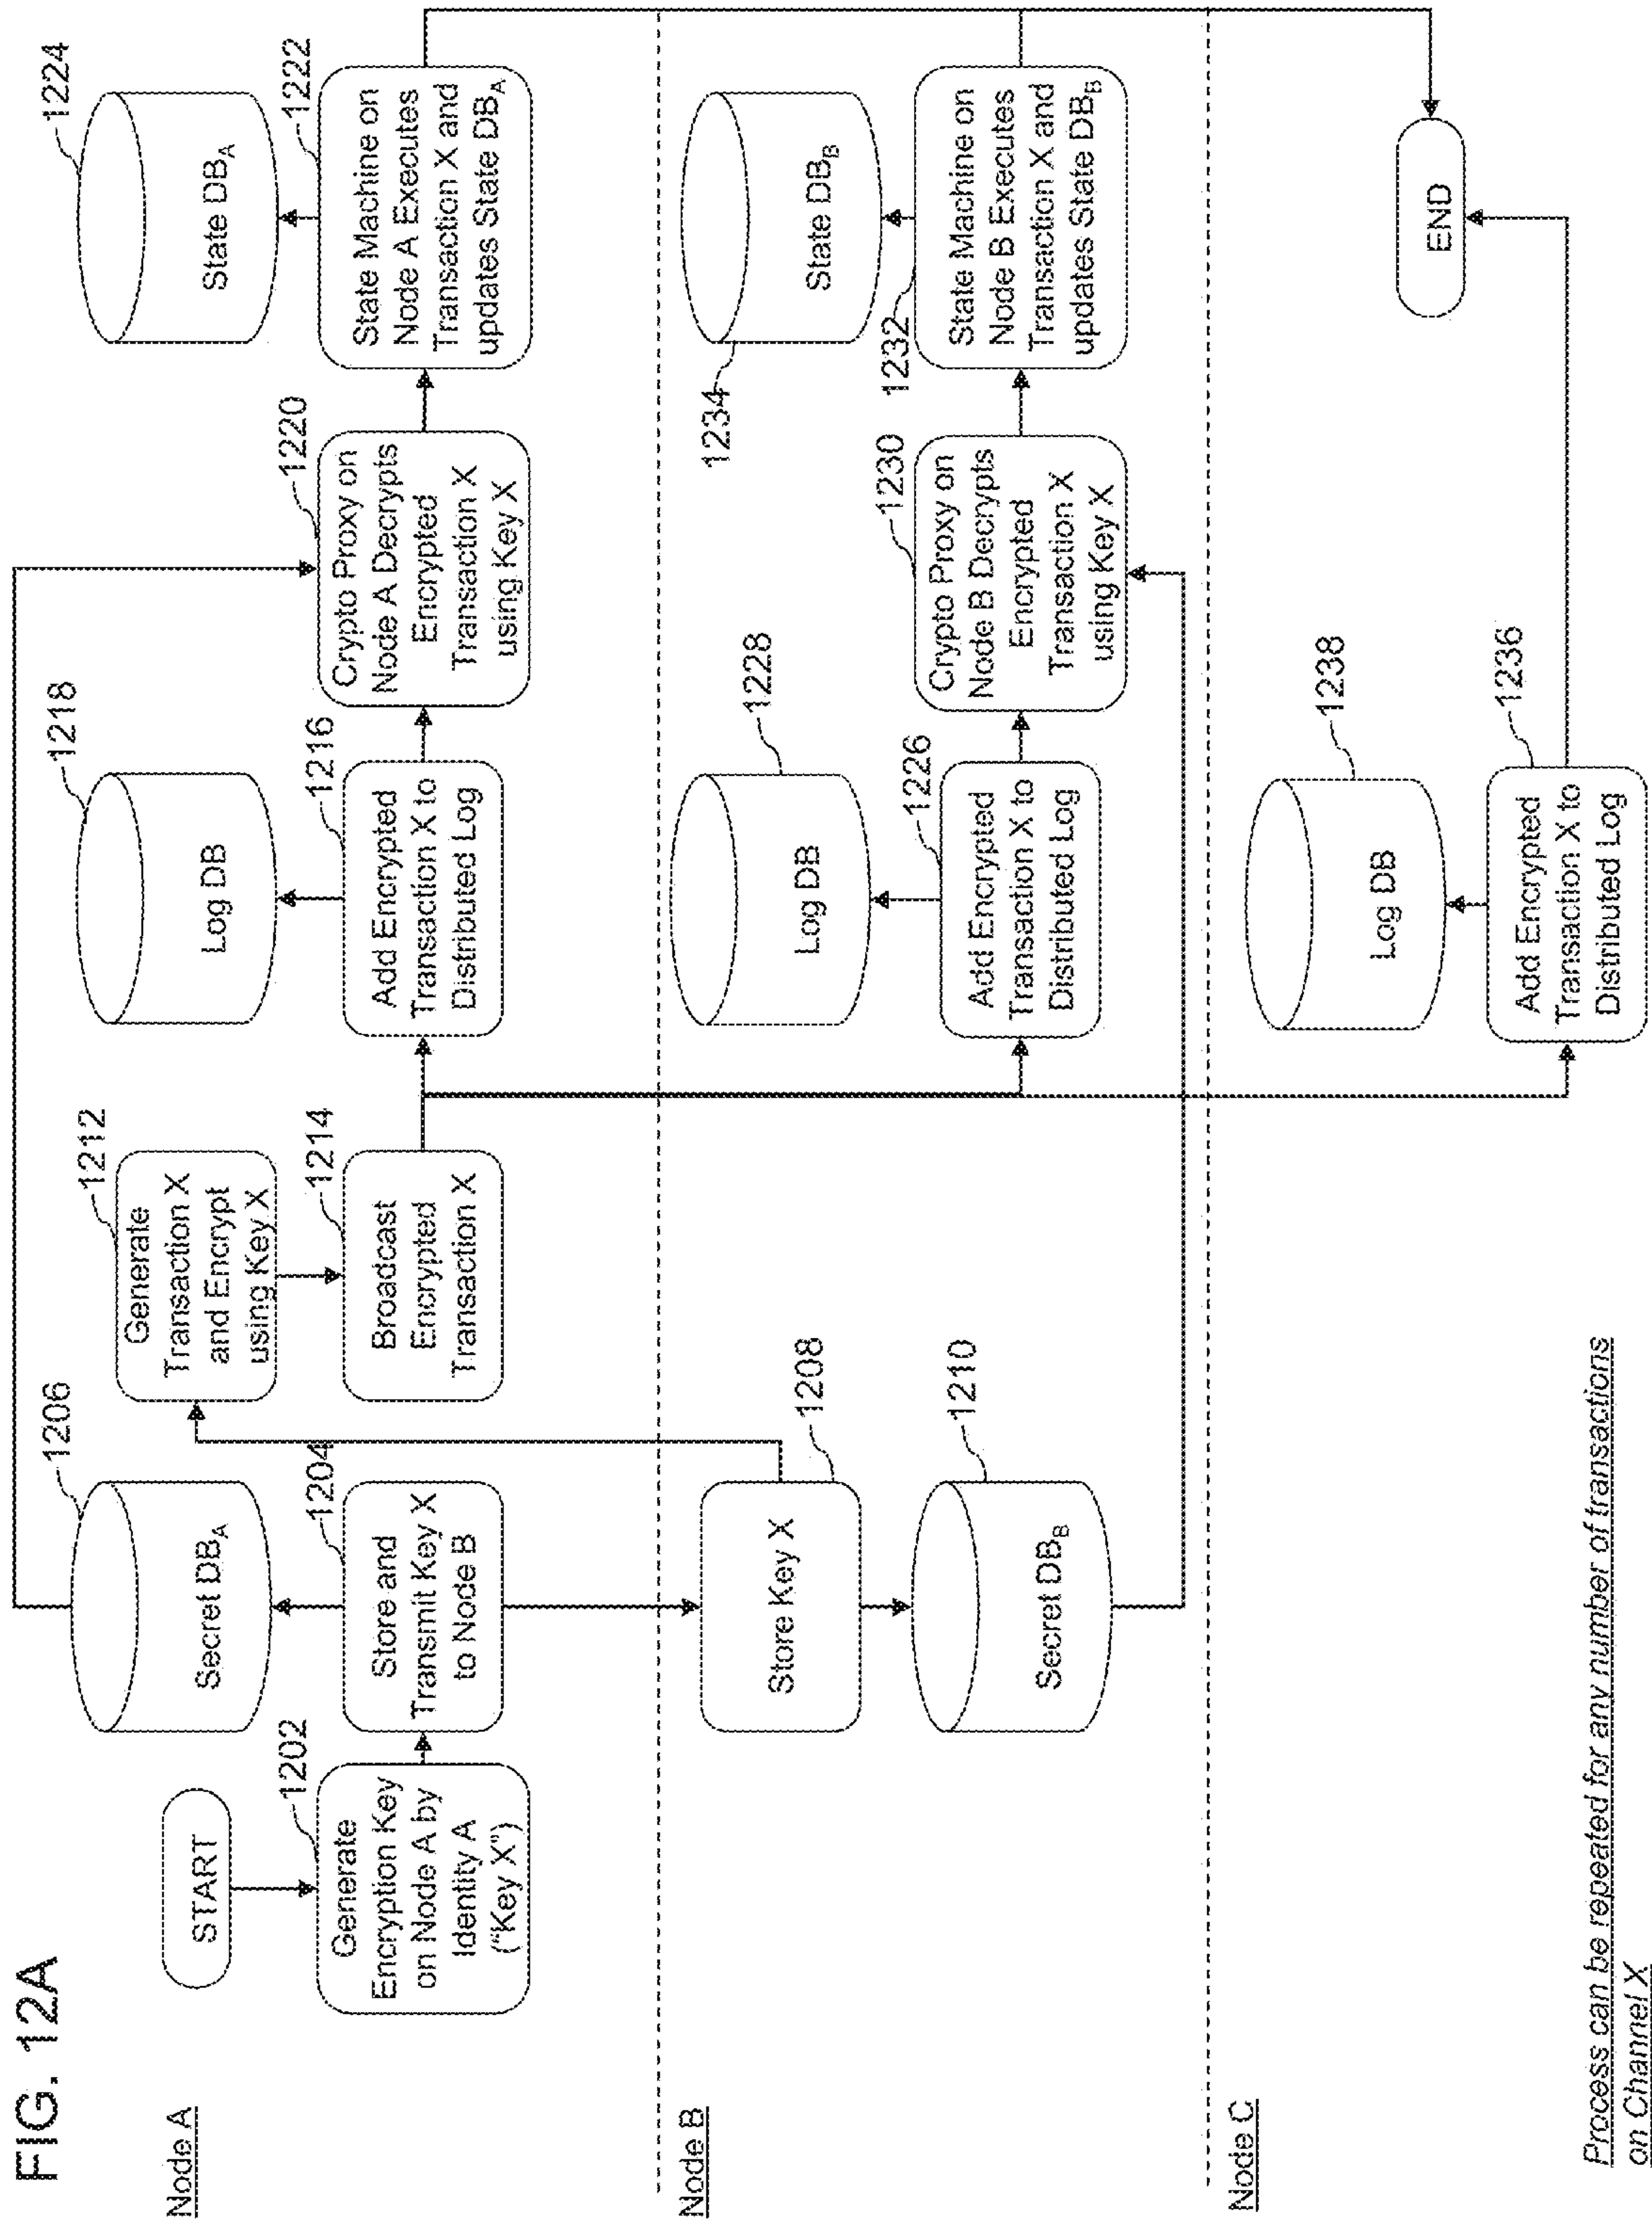 FIG. 12A
Node A
START
1202
Generate
Encryption Key
on Node A by
Identity A
("Key X")
1206
Secret DBA
1204
Store and
Transmit Key X
to Node B
1212
Generate
Transaction X
and Encrypt
using Key X
1214
Broadcast
Encrypted
Transaction X
1218
Log DB
1216
Add Encrypted
Transaction X to
Distributed Log
1220
Crypto Proxy on
Node A Decrypts
Encrypted
Transaction X
using Key X
1224
State DBA
1222
State Machine on
Node A Executes
Transaction X and
updates State DBA
Node B
Store Key X
1208
1210
Secret DBB
1228
Log DB
1226
Add Encrypted
Transaction X to
Distributed Log
1230
Crypto Proxy on
Node B Decrypts
Encrypted
Transaction X
using Key X
1234
State DBB
1232
State Machine on
Node B Executes
Transaction X and
updates State DBB
Node C
1238
Log DB
1236
Add Encrypted
Transaction X to
Distributed Log
END
Process can be repeated for any number of transactions
on Channel X